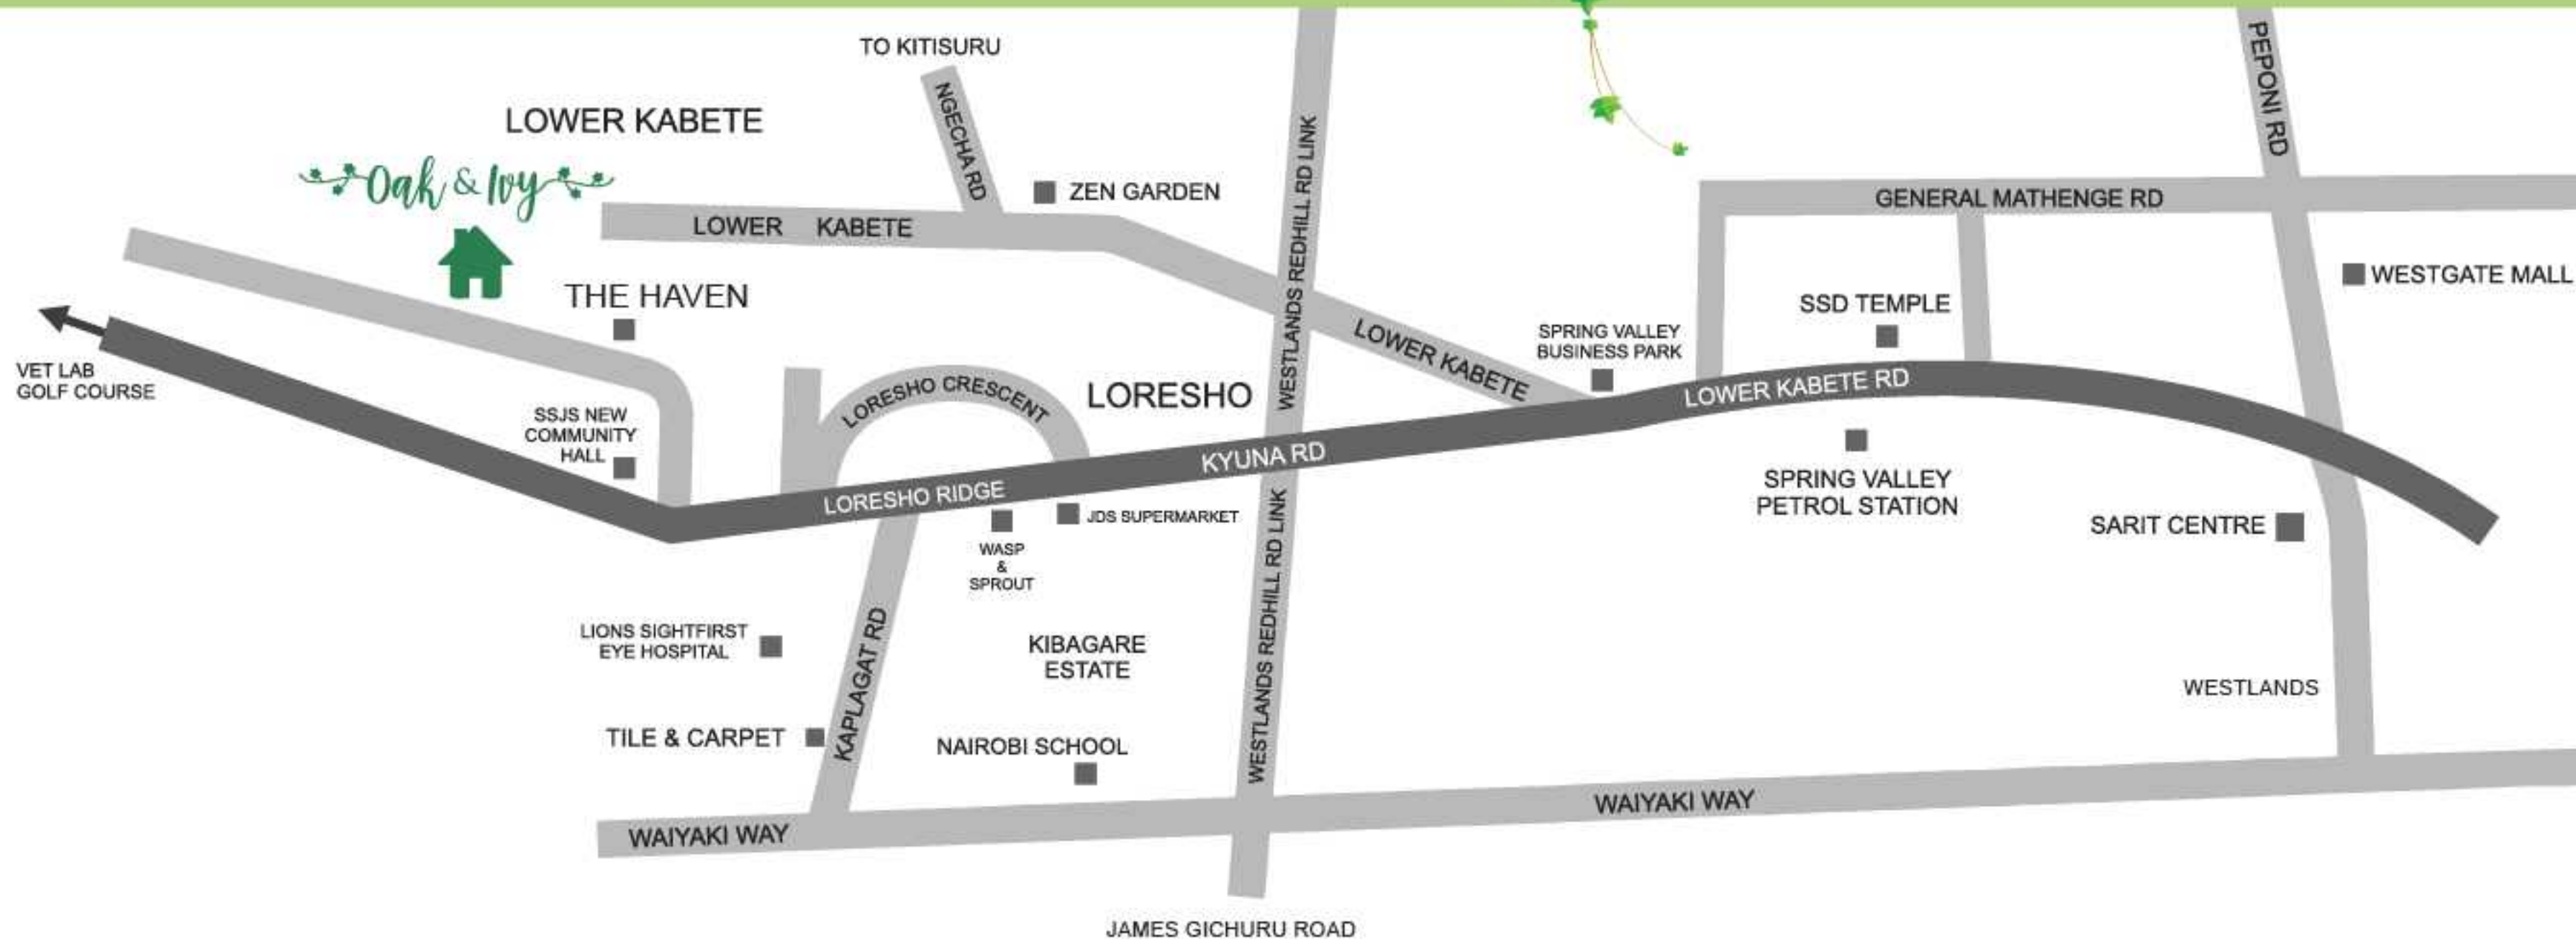 TO KITISURU
PEPONI RD
NGECHA RD
LOWER KABETE
Oak & Ivy
ZEN GARDEN
WESTLANDS REDHILL RD LINK
GENERAL MATHENGE RD
LOWER KABETE
WESTGATE MALL
THE HAVEN
SSD TEMPLE
SPRING VALLEY
BUSINESS PARK
LOWER KABETE
VET LAB
GOLF COURSE
LORESHO CRESCENT
LORESHO
LOWER KABETE RD
SSJS NEW
COMMUNITY
HALL
KYUNA RD
LORESHO RIDGE
SPRING VALLEY
PETROL STATION
JDS SUPERMARKET
SARIT CENTRE
WASP
&
SPROUT
WESTLANDS REDHILL RD LINK
LIONS SIGHTFIRST
EYE HOSPITAL
KAPLAGAT RD
KIBAGARE
ESTATE
WESTLANDS
TILE & CARPET
NAIROBI SCHOOL
WAIYAKI WAY
WAIYAKI WAY
JAMES GICHURU ROAD